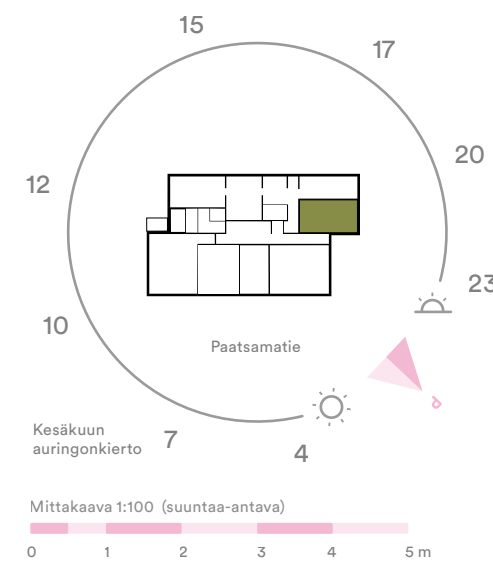 15
17
20
12
23
10
Paatsamatie
P
Kesäkuun
auringonkierto
7
4
Mittakaava 1:100 (suuntaa-antava)
0 1 2 3 4 5 m